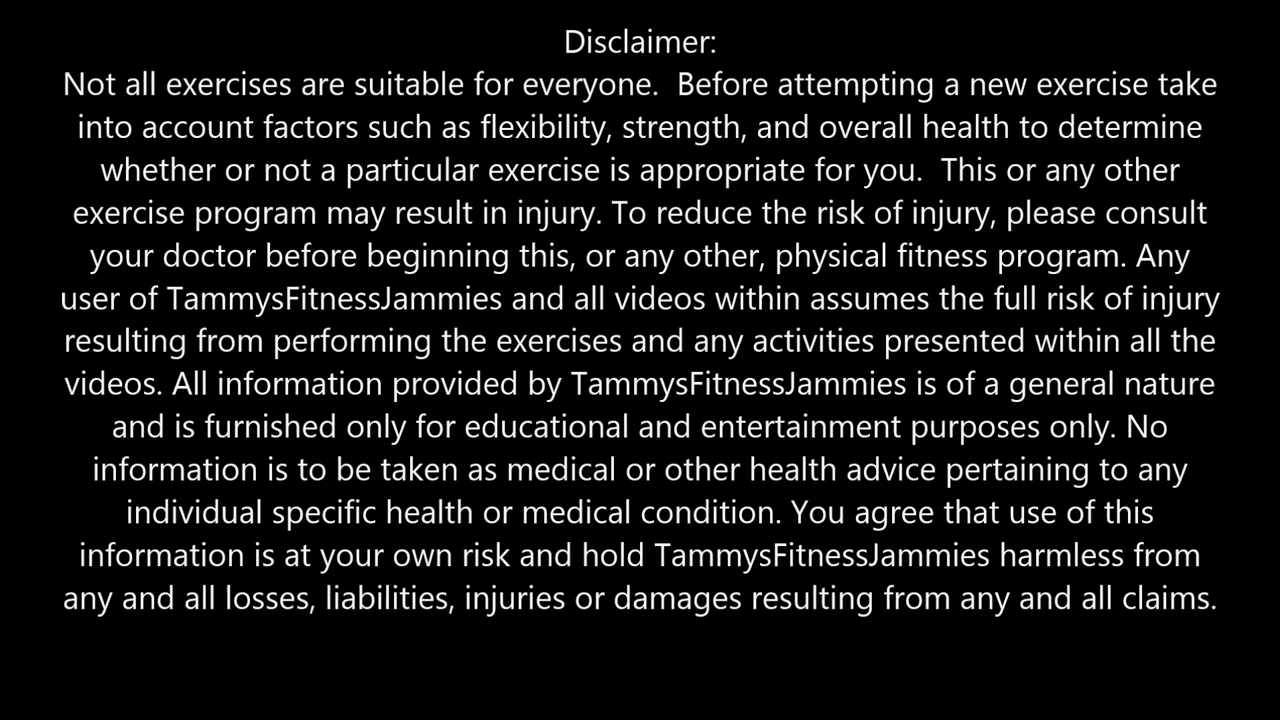 Disclaimer:
Not all exercises are suitable for everyone.  Before attempting a new exercise take
into account factors such as flexibility, strength, and overall health to determine
whether or not a particular exercise is appropriate for you.  This or any other
exercise program may result in injury. To reduce the risk of injury, please consult
your doctor before beginning this, or any other, physical fitness program. Any
user of TammysFitnessJammies and all videos within assumes the full risk of injury
resulting from performing the exercises and any activities presented within all the
videos. All information provided by TammysFitnessJammies is of a general nature
and is furnished only for educational and entertainment purposes only. No
information is to be taken as medical or other health advice pertaining to any
individual specific health or medical condition. You agree that use of this
information is at your own risk and hold TammysFitnessJammies harmless from
any and all losses, liabilities, injuries or damages resulting from any and all claims.